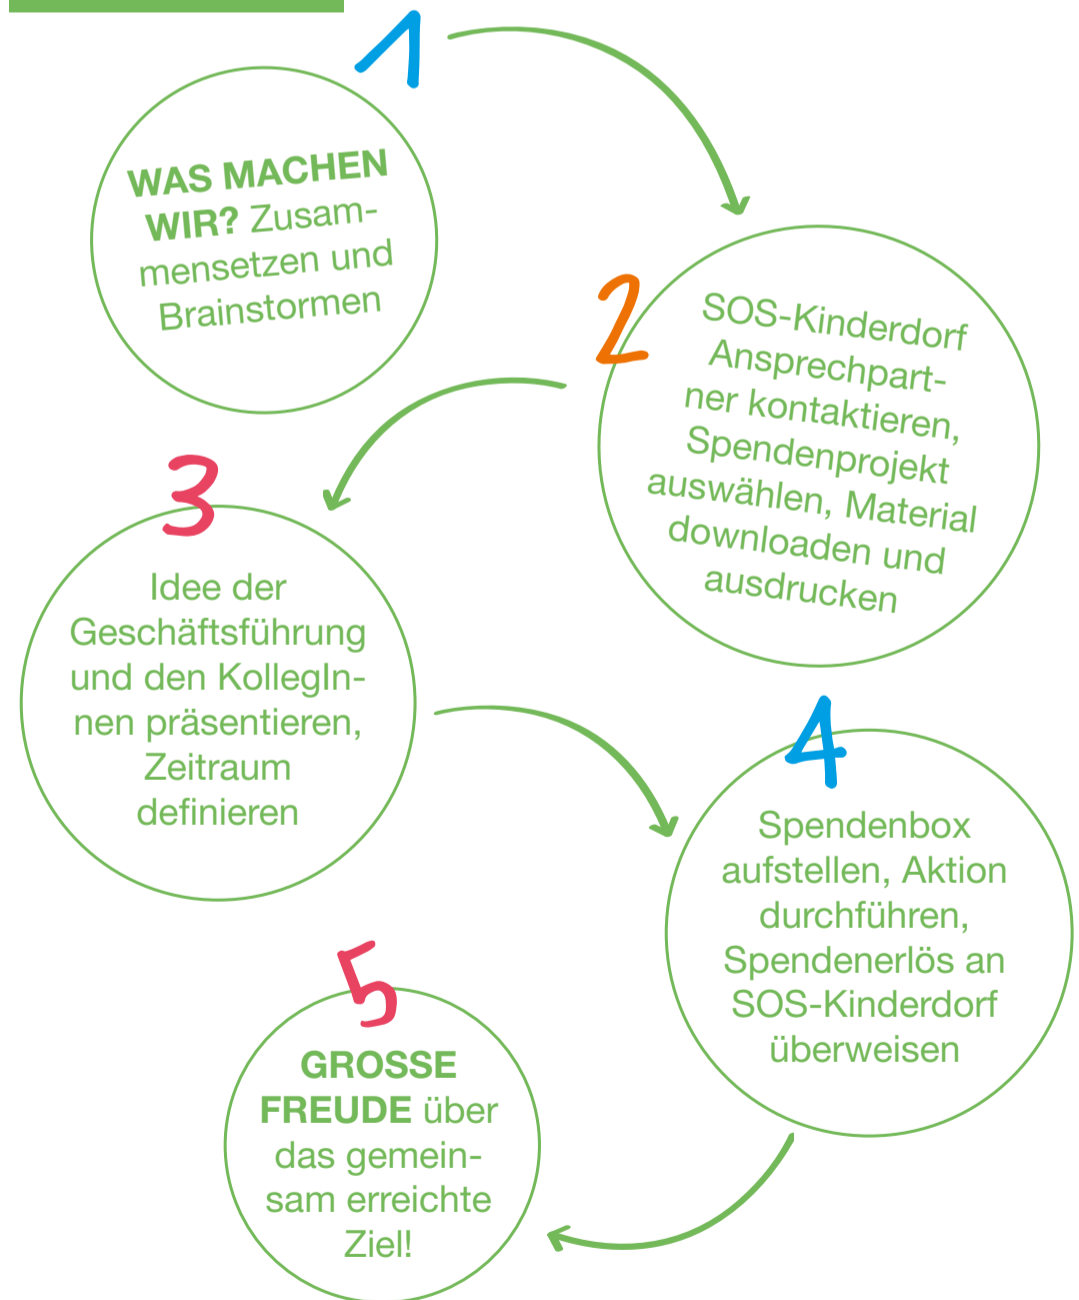 1
WAS MACHEN
WIR? Zusam-
mensetzen und
Brainstormen
2
SOS-Kinderdorf
Ansprechpart-
ner kontaktieren,
Spendenprojekt
auswählen, Material
downloaden und
ausdrucken
3
Idee der
Geschäftsführung
und den KollegIn-
nen präsentieren,
Zeitraum
definieren
4
Spendenbox
aufstellen, Aktion
durchführen,
Spendenerlös an
SOS-Kinderdorf
überweisen
5
GROSSE
FREUDE über
das gemein-
sam erreichte
Ziel!